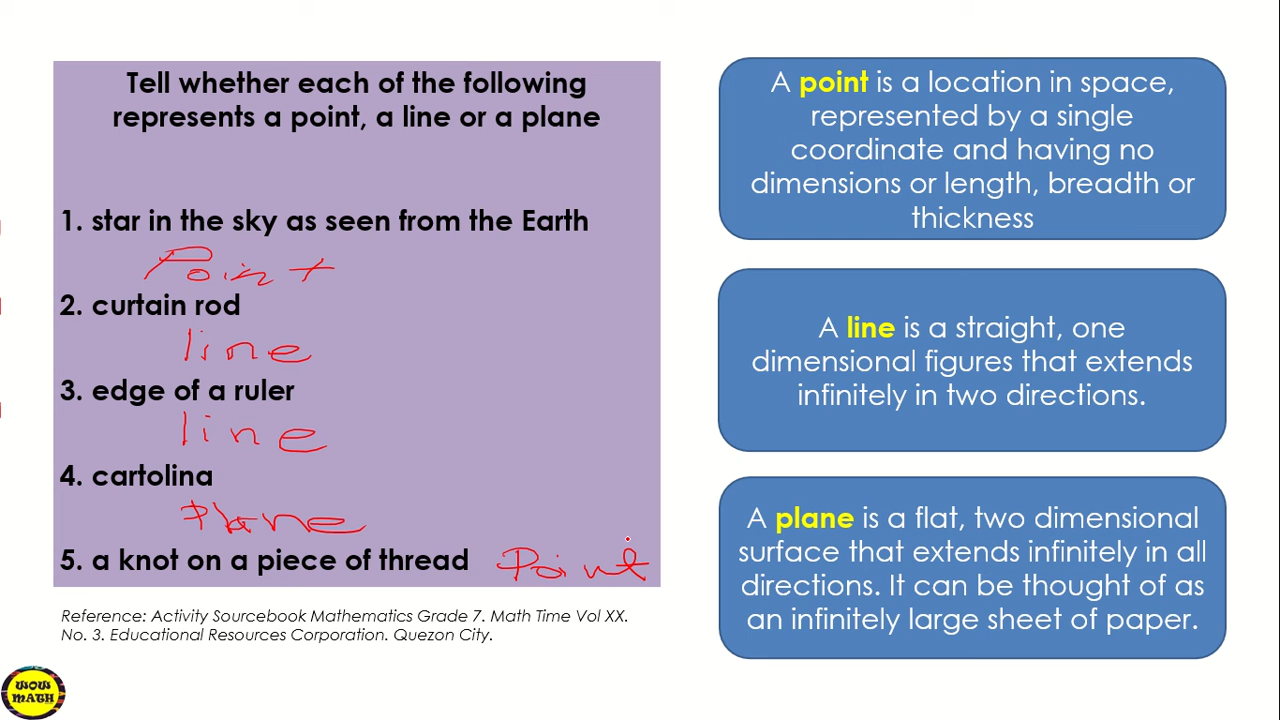 Tell whether each of the following
represents a point, a line or a plane
1. star in the sky as seen from the Earth
Point
2. curtain rod
line
3. edge of a ruler
line
4. cartolina
Plane
5. a knot on a piece of thread Point
Reference: Activity Sourcebook Mathematics Grade 7. Math Time Vol XX.
No. 3. Educational Resources Corporation. Quezon City.
WOW
MATH
A point is a location in space,
represented by a single
coordinate and having no
dimensions or length, breadth or
thickness
A line is a straight, one
dimensional figures that extends
infinitely in two directions.
A plane is a flat, two dimensional
surface that extends infinitely in all
directions. It can be thought of as
an infinitely large sheet of paper.